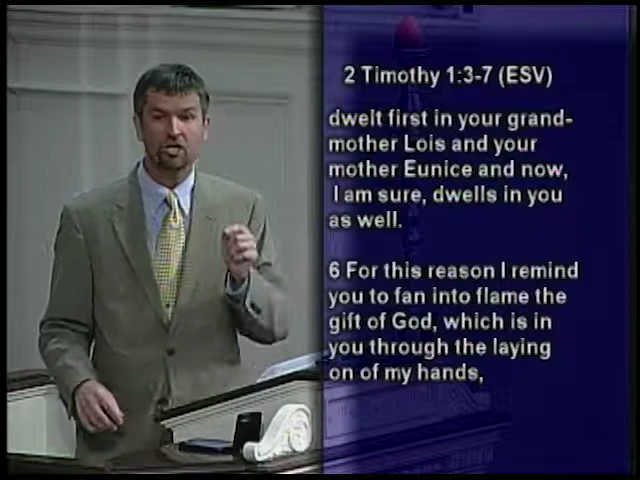 2 Timothy 1:3-7 (ESV)
dwelt first in your grand-
mother Lois and your
mother Eunice and now,
I am sure, dwells in you
as well.
6 For this reason I remind
you to fan into flame the
gift of God, which is in
you through the laying
on of my hands,